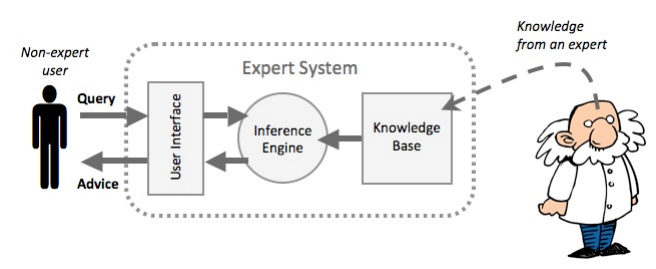 Non-expert
user
Query
Advice
Expert System
User Interface
Inference
Engine
Knowledge
Base
Knowledge
from an expert